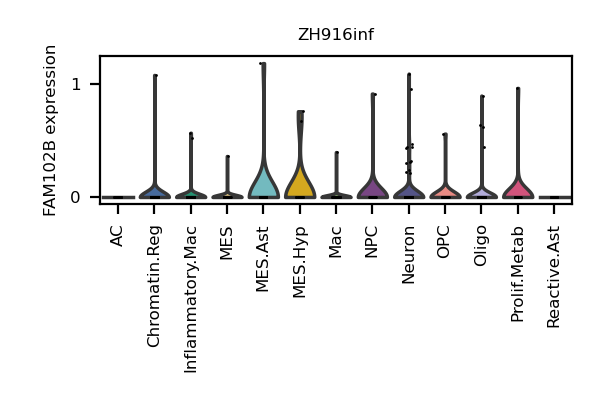 ZH916inf
FAM102B expression
1
0
AC
Chromatin.Reg
Inflammatory.Mac
MES
MES.Ast
MES.Hyp
Mac
NPC
Neuron
OPC
Oligo
Prolif.Metab
Reactive.Ast